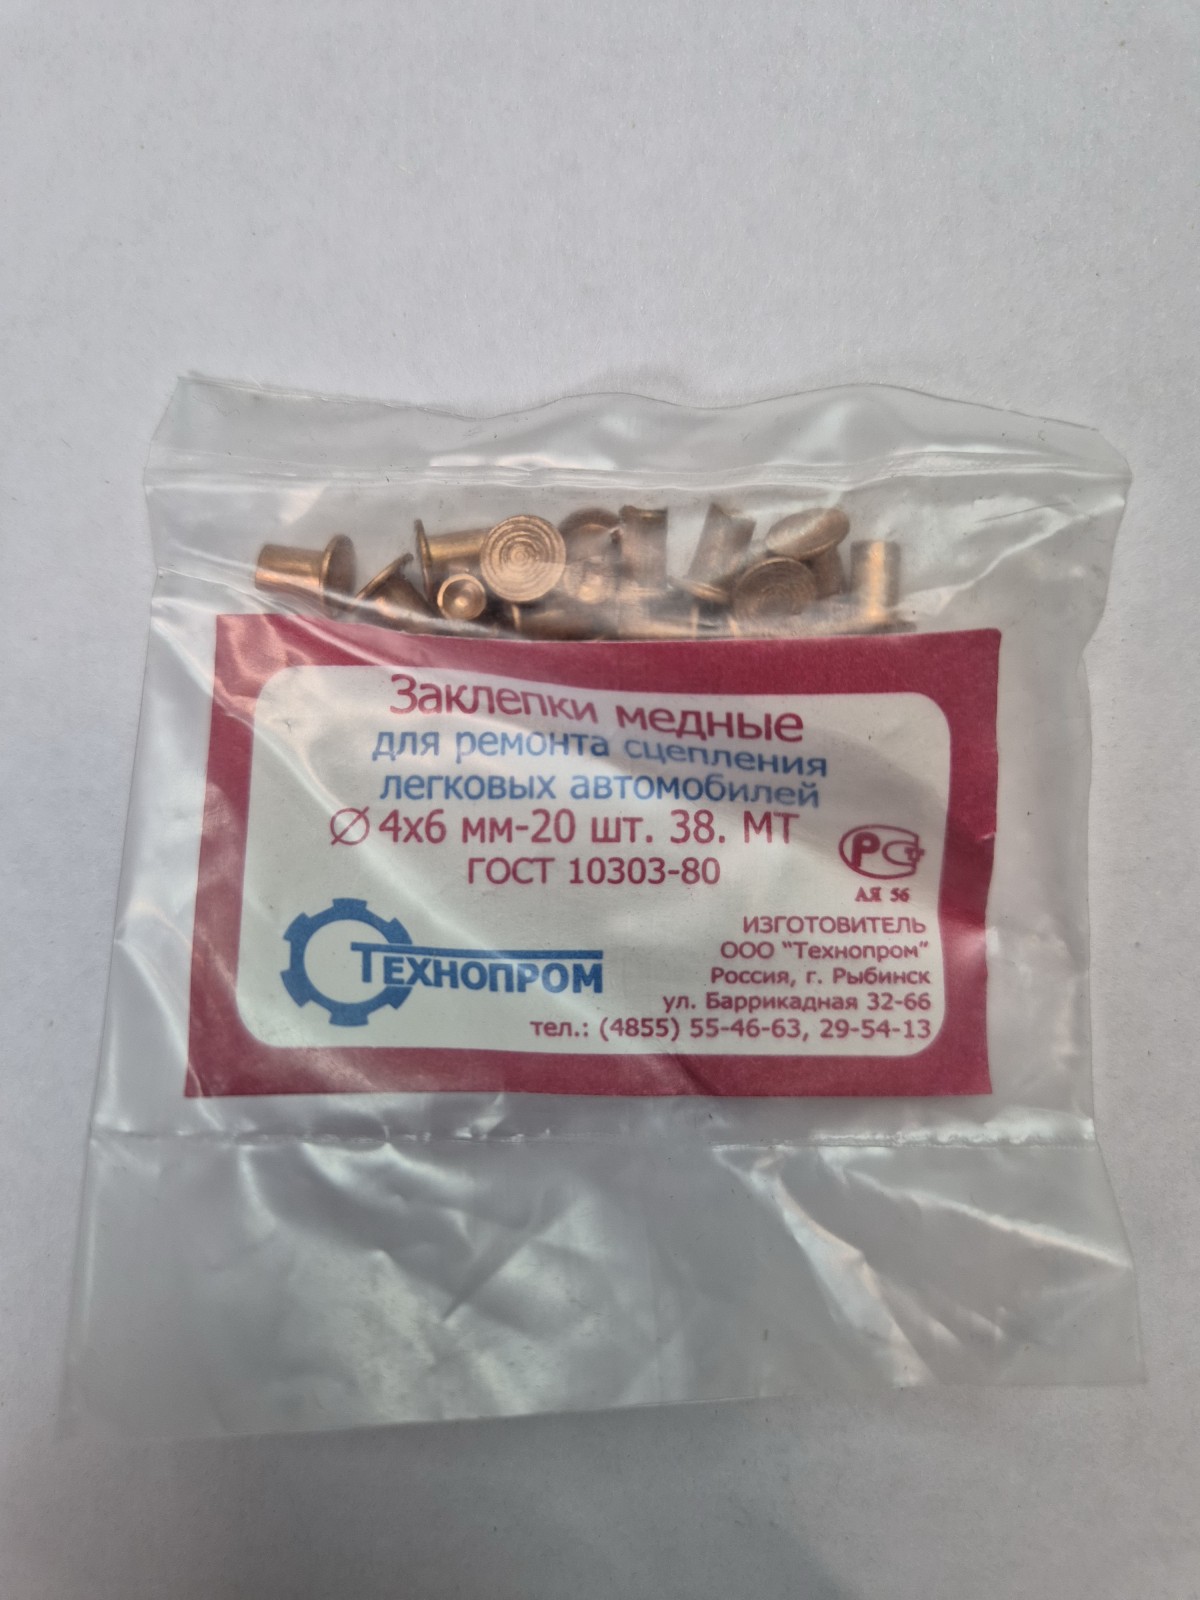 Заклепки медные
для ремонта сцепления
легковых автомобилей
Ø 4х6 мм-20 шт. 38. МТ
ГОСТ 10303-80
РСТ
АЯ 56
ТЕХНОПРОМ
ИЗГОТОВИТЕЛЬ
ООО "Технопром"
Россия, г. Рыбинск
ул. Баррикадная 32-66
тел.: (4855) 55-46-63, 29-54-13